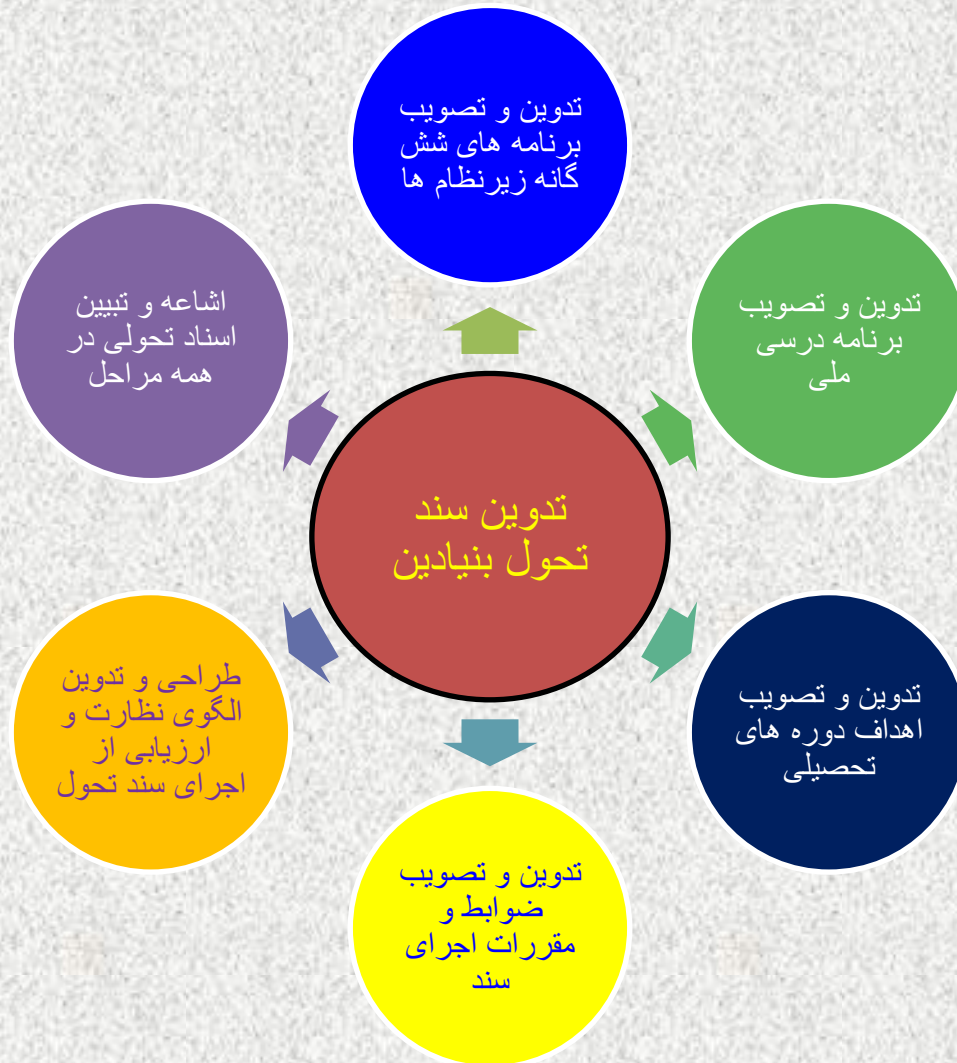 تدوین و تصویب
برنامه های شش
گانه زیرنظام ها
تدوین و تصویب
برنامه درسی
ملی
تدوین و تصویب
اهداف دوره های
تحصیلی
تدوین و تصویب
ضوابط و
مقررات اجرای
سند
طراحی و تدوین
الگوی نظارت و
ارزیابی از
اجرای سند تحول
اشاعه و تبیین
اسناد تحولی در
همه مراحل
تدوین سند
تحول بنیادین